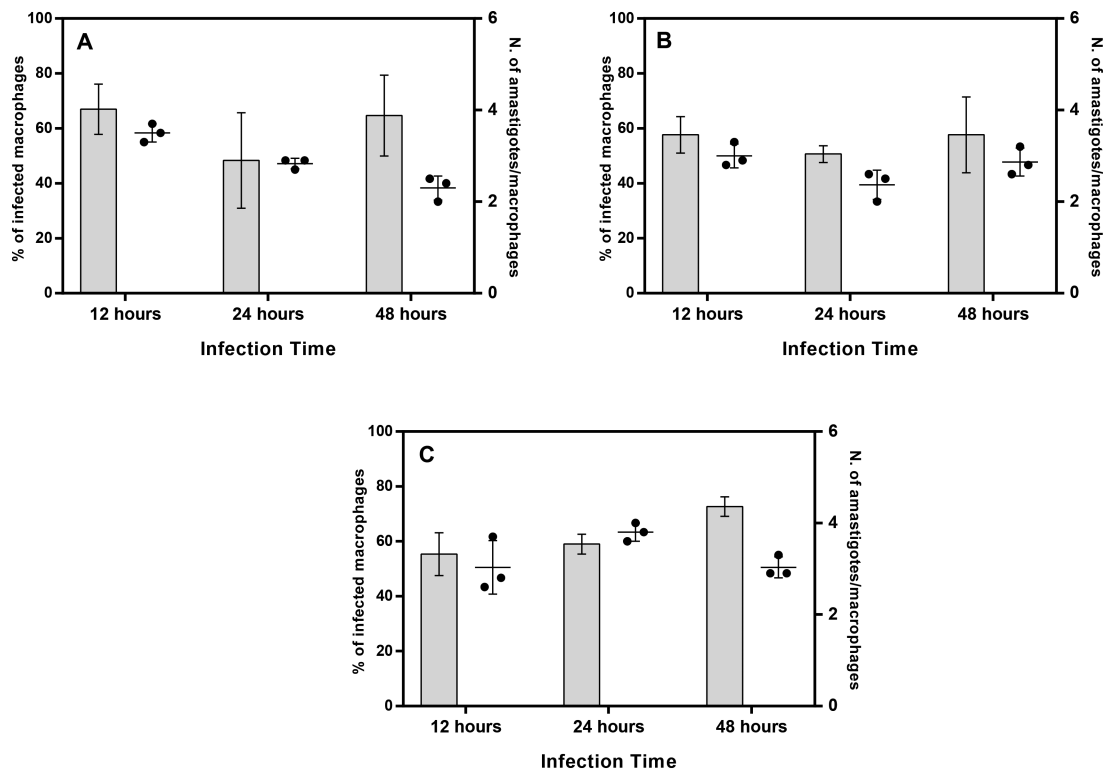 A
% of infected macrophages
100
80
60
40
20
0
6
4
2
0
N. of amastigotes/macrophages
12 hours 24 hours 48 hours
Infection Time
B
% of infected macrophages
100
80
60
40
20
0
6
4
2
0
N. of amastigotes/macrophages
12 hours 24 hours 48 hours
Infection Time
C
% of infected macrophages
100
80
60
40
20
0
6
4
2
0
N. of amastigotes/macrophages
12 hours 24 hours 48 hours
Infection Time